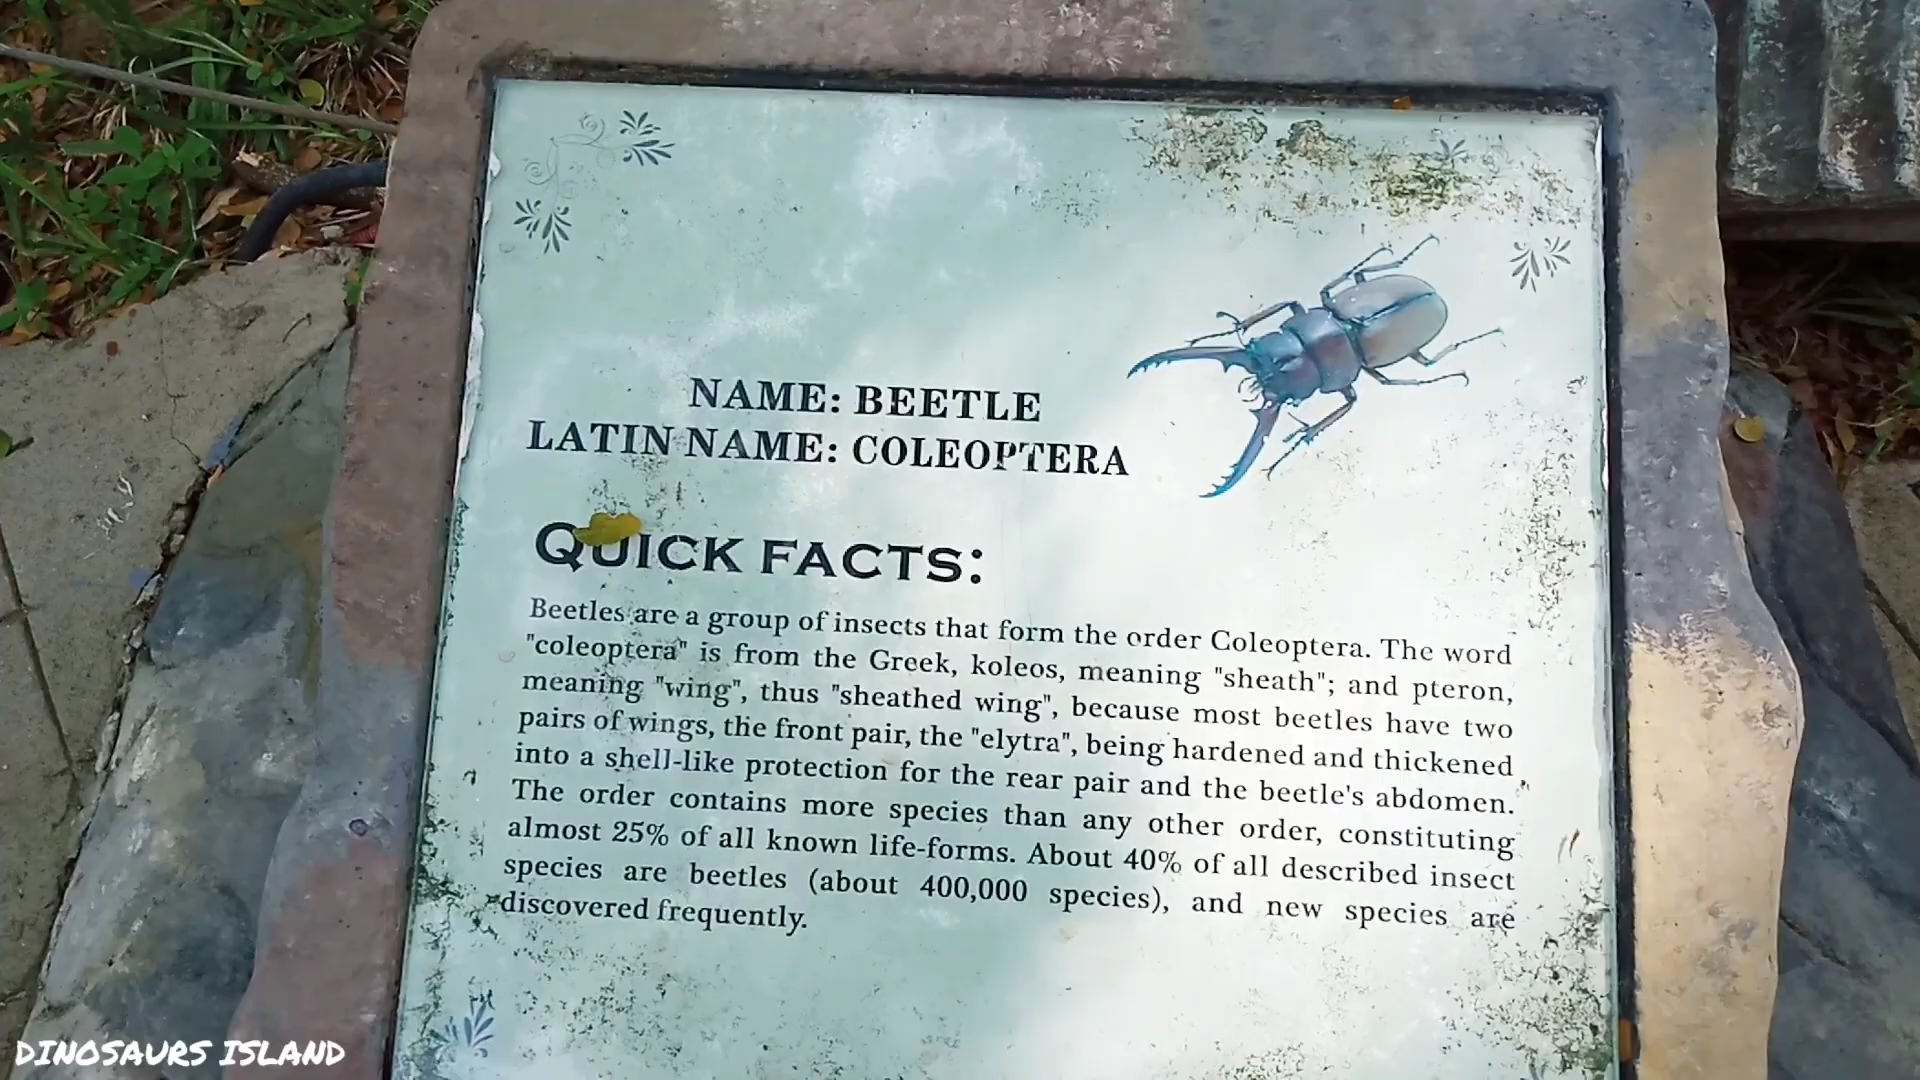 NAME: BEETLE
LATIN NAME: COLEOPTERA
QUICK FACTS:
Beetles are a group of insects that form the order Coleoptera. The word
"coleoptera" is from the Greek, koleos, meaning "sheath"; and pteron,
meaning "wing", thus "sheathed wing", because most beetles have two
pairs of wings, the front pair, the "elytra", being hardened and thickened
into a shell-like protection for the rear pair and the beetle's abdomen.
The order contains more species than any other order, constituting
almost 25% of all known life-forms. About 40% of all described insect
species are beetles (about 400,000 species), and new species are
discovered frequently.
DINOSAURS ISLAND